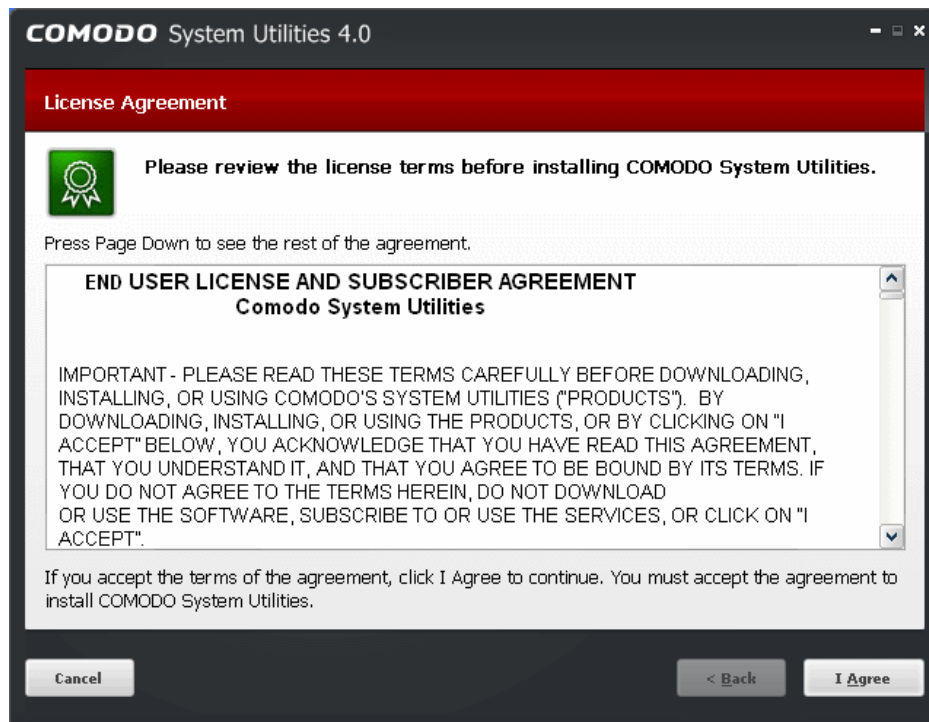 COMODO System Utilities 4.0
License Agreement
Please review the license terms before installing COMODO System Utilities.
Press Page Down to see the rest of the agreement.
END USER LICENSE AND SUBSCRIBER AGREEMENT
Comodo System Utilities
IMPORTANT - PLEASE READ THESE TERMS CAREFULLY BEFORE DOWNLOADING,
INSTALLING, OR USING COMODO'S SYSTEM UTILITIES ("PRODUCTS"). BY
DOWNLOADING, INSTALLING, OR USING THE PRODUCTS, OR BY CLICKING ON "I
ACCEPT" BELOW, YOU ACKNOWLEDGE THAT YOU HAVE READ THIS AGREEMENT,
THAT YOU UNDERSTAND IT, AND THAT YOU AGREE TO BE BOUND BY ITS TERMS. IF
YOU DO NOT AGREE TO THE TERMS HEREIN, DO NOT DOWNLOAD
OR USE THE SOFTWARE, SUBSCRIBE TO OR USE THE SERVICES, OR CLICK ON "I
ACCEPT".
If you accept the terms of the agreement, click I Agree to continue. You must accept the agreement to
install COMODO System Utilities.
Cancel
< Back
I Agree